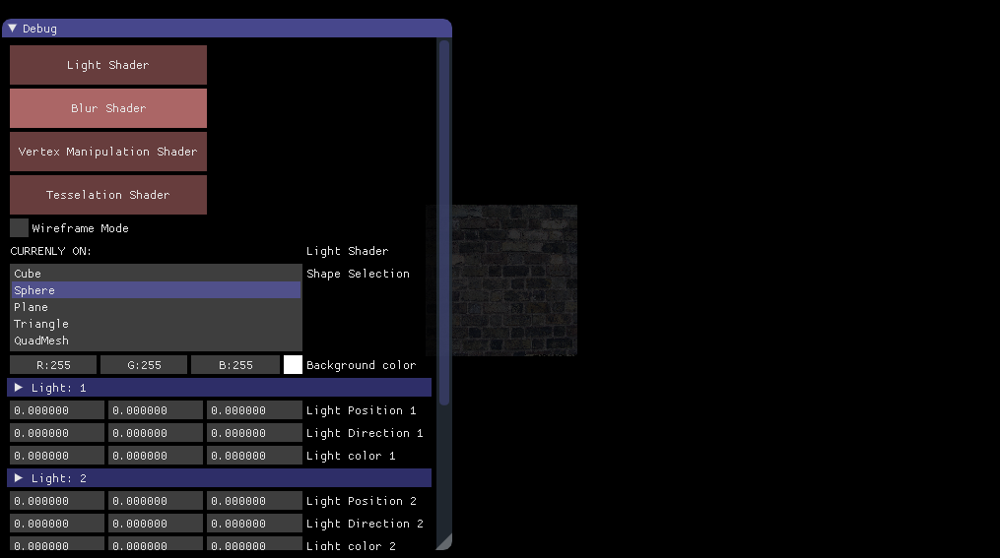 Debug
Light Shader
Blur Shader
Vertex Manipulation Shader
Tesselation Shader
Wireframe Mode
CURRENLY ON: Light Shader
Cube Shape Selection
Sphere
Plane
Triangle
QuadMesh
R:255 G:255 B:255 Background color
Light: 1
0.000000 0.000000 0.000000 Light Position 1
0.000000 0.000000 0.000000 Light Direction 1
0.000000 0.000000 0.000000 Light color 1
Light: 2
0.000000 0.000000 0.000000 Light Position 2
0.000000 0.000000 0.000000 Light Direction 2
0.000000 0.000000 0.000000 Light color 2